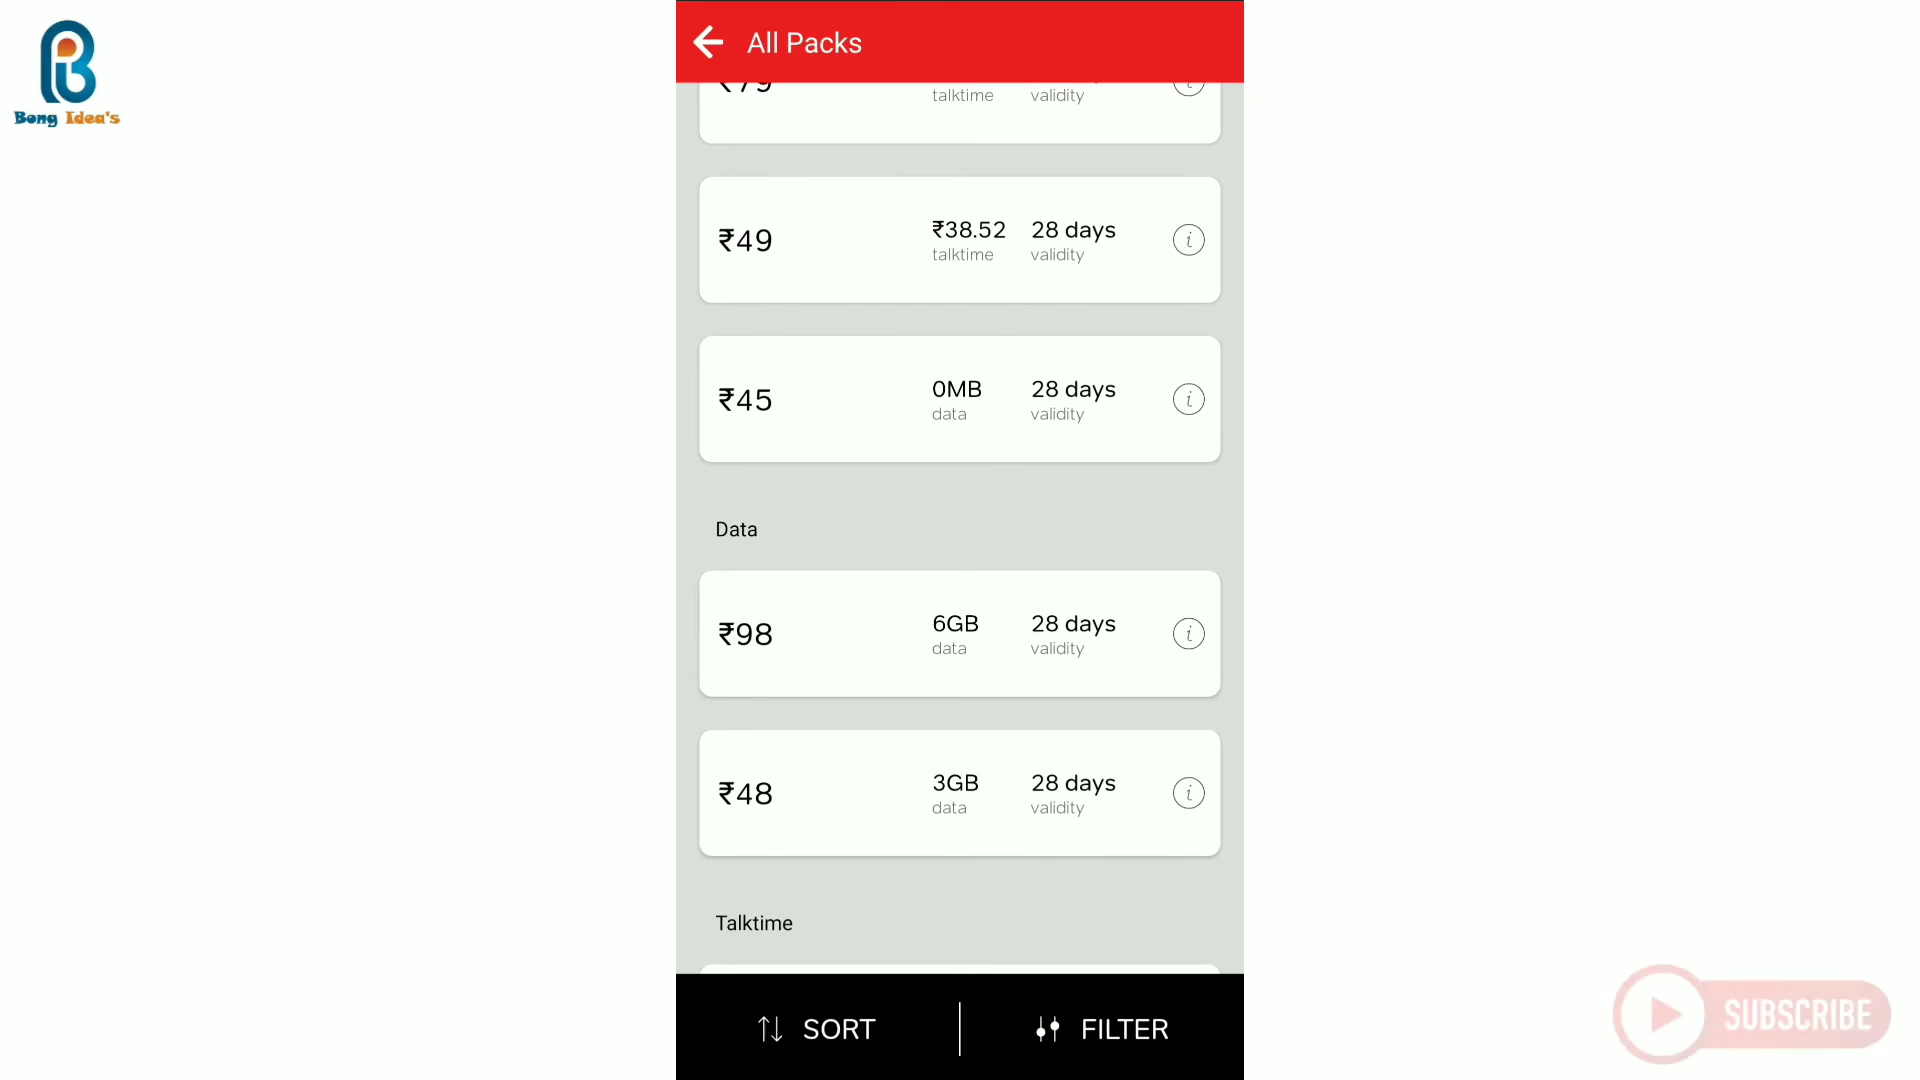 Bong Idea's
All Packs
₹79
talktime validity
₹49
₹38.52 28 days
talktime validity
₹45
0MB 28 days
data validity
Data
₹98
6GB 28 days
data validity
₹48
3GB 28 days
data validity
Talktime
SORT FILTER
SUBSCRIBE